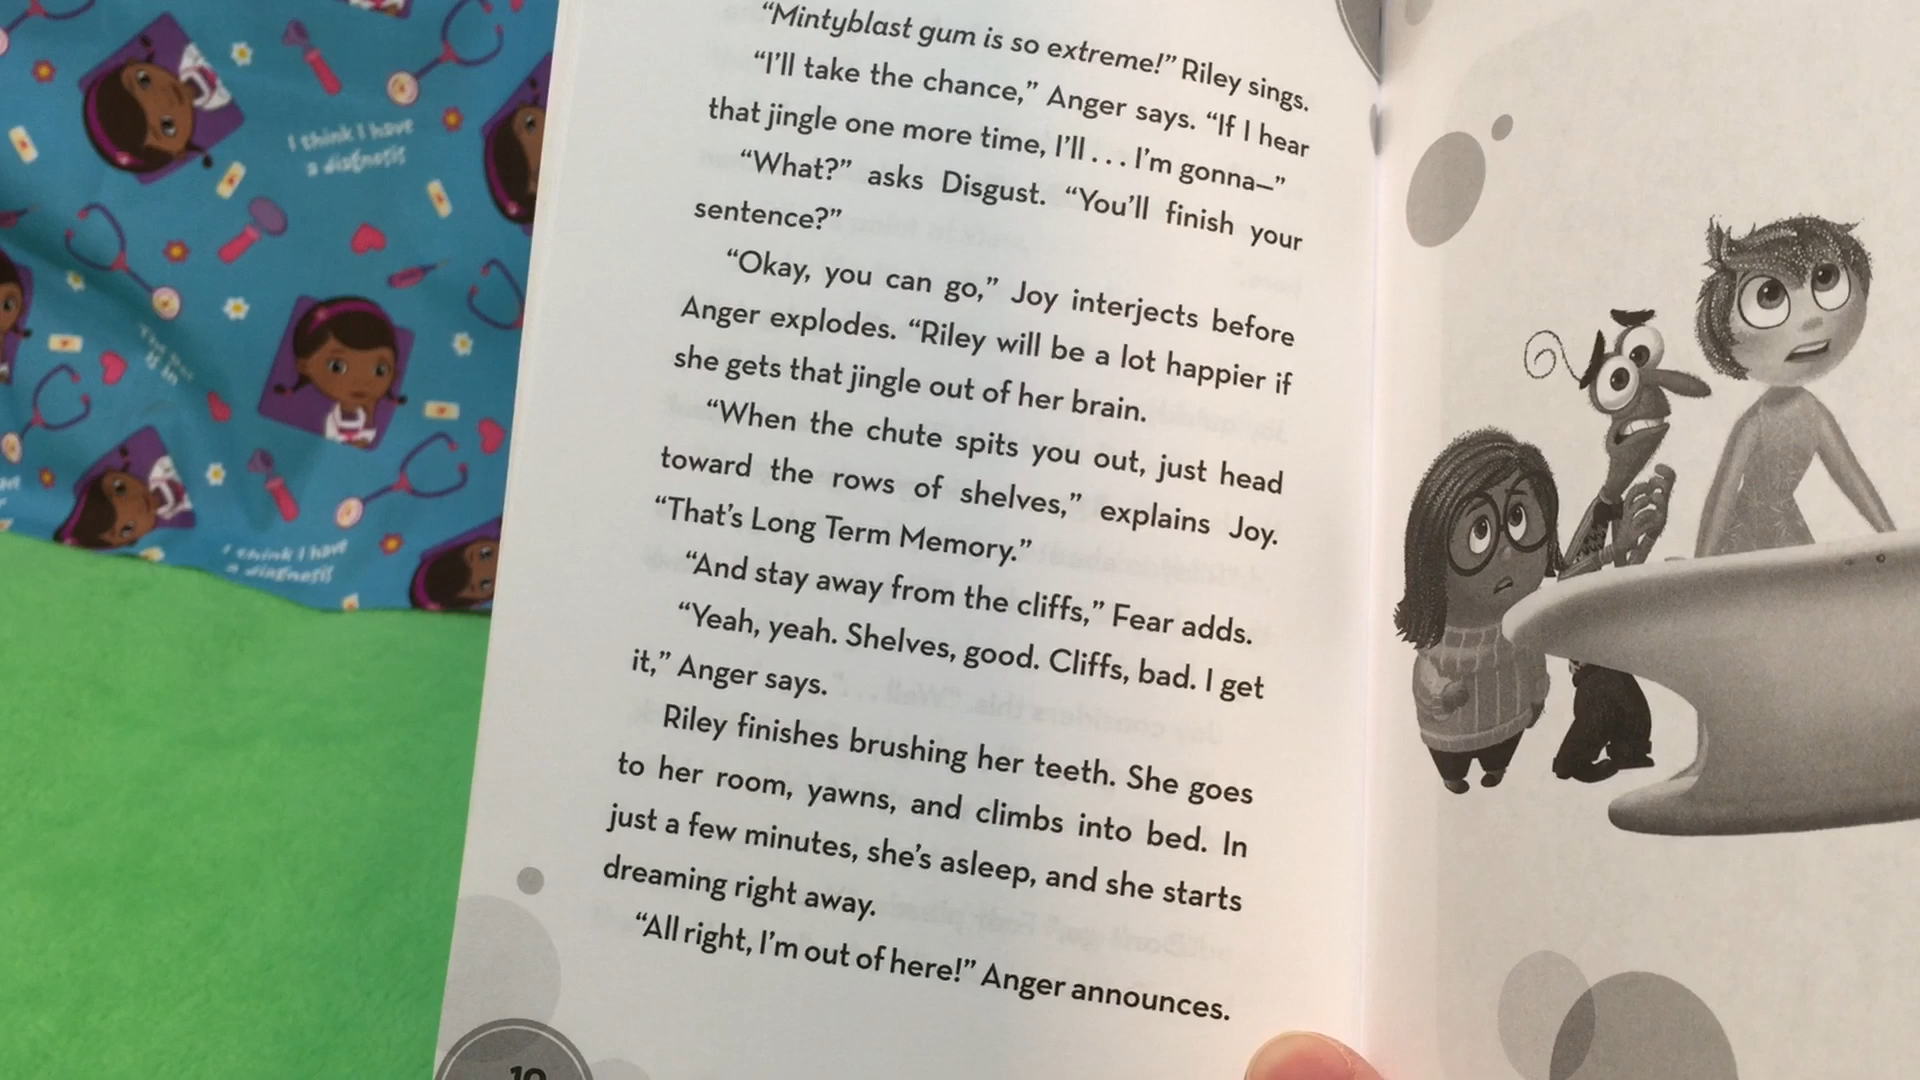 “Mintyblast gum is so extreme!” Riley sings.
“I’ll take the chance,” Anger says. “If I hear
that jingle one more time, I’ll . . . I’m gonna—”
“What?” asks Disgust. “You’ll finish your
sentence?”
“Okay, you can go,” Joy interjects before
Anger explodes. “Riley will be a lot happier if
she gets that jingle out of her brain.
“When the chute spits you out, just head
toward the rows of shelves,” explains Joy.
“That’s Long Term Memory.”
“And stay away from the cliffs,” Fear adds.
“Yeah, yeah. Shelves, good. Cliffs, bad. I get
it,” Anger says.
Riley finishes brushing her teeth. She goes
to her room, yawns, and climbs into bed. In
just a few minutes, she’s asleep, and she starts
dreaming right away.
“All right, I’m out of here!” Anger announces.
I think I have
a diagnosis
I think I have
a diagnosis